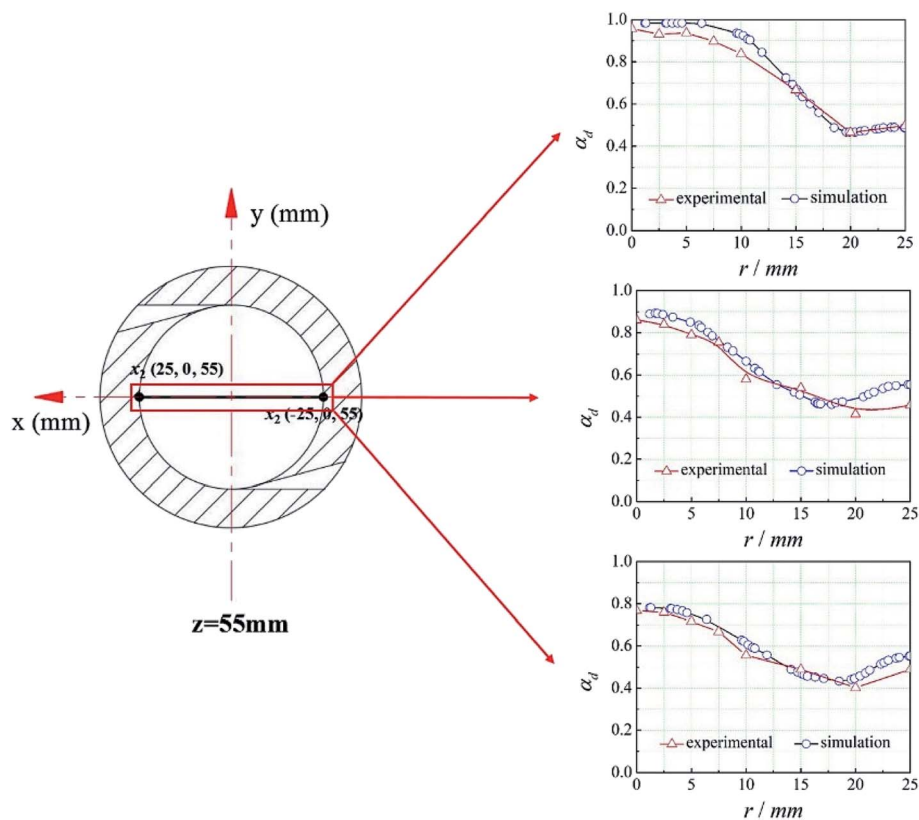 y (mm)
x₂ (25, 0, 55)
x (mm)
x₂ (-25, 0, 55)
z=55mm
1.0
0.8
0.6
0.4
0.2
0.0
α_d
experimental
simulation
0 5 10 15 20 25
r / mm
1.0
0.8
0.6
0.4
0.2
0.0
α_d
experimental
simulation
0 5 10 15 20 25
r / mm
1.0
0.8
0.6
0.4
0.2
0.0
α_d
experimental
simulation
0 5 10 15 20 25
r / mm